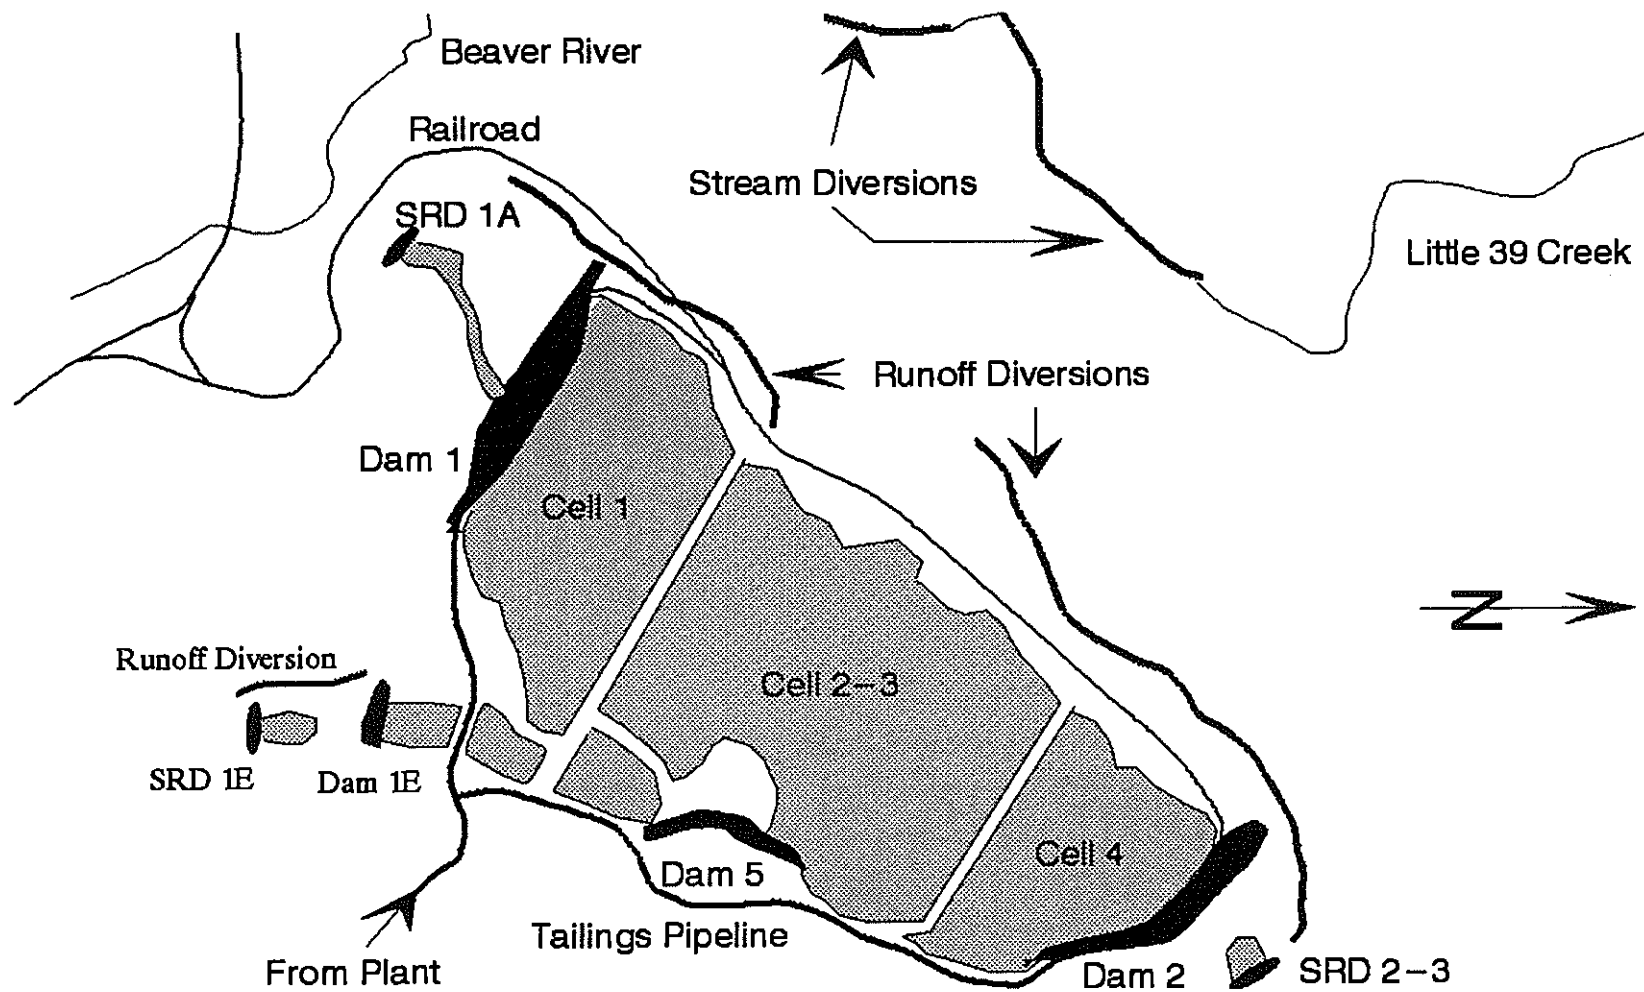 Beaver River
Railroad
Stream Diversions
SRD 1A
Little 39 Creek
Runoff Diversions
Dam 1
Cell 1
N
Runoff Diversion
Cell 2-3
SRD 1E
Dam 1E
Cell 4
Dam 5
Tailings Pipeline
From Plant
Dam 2
SRD 2-3